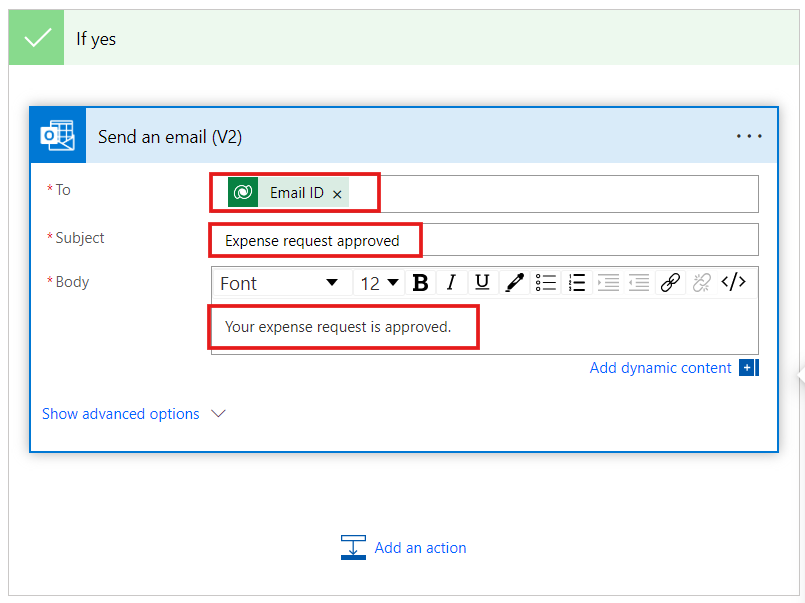 If yes
Send an email (V2)
* To
Email ID ×
* Subject
Expense request approved
* Body
Font 12 B I U </>
Your expense request is approved.
Add dynamic content +
Show advanced options
Add an action